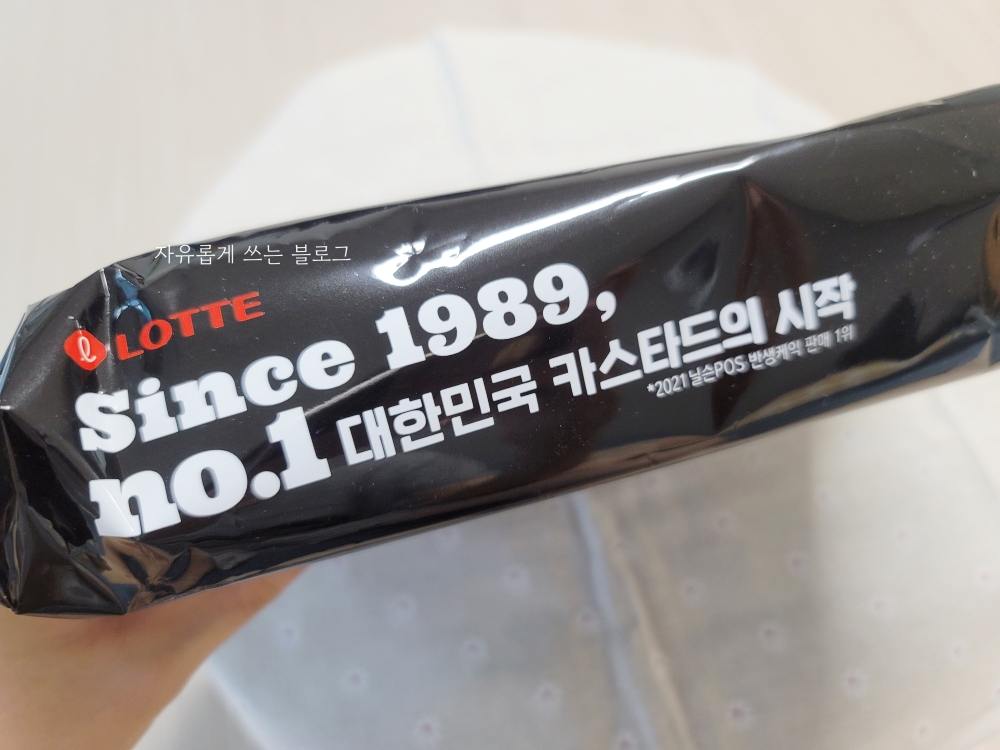 자유롭게 쓰는 블로그
LOTTE
Since 1989,
no.1 대한민국 카스타드의 시작
*2021 닐슨POS 반생케익 판매 1위